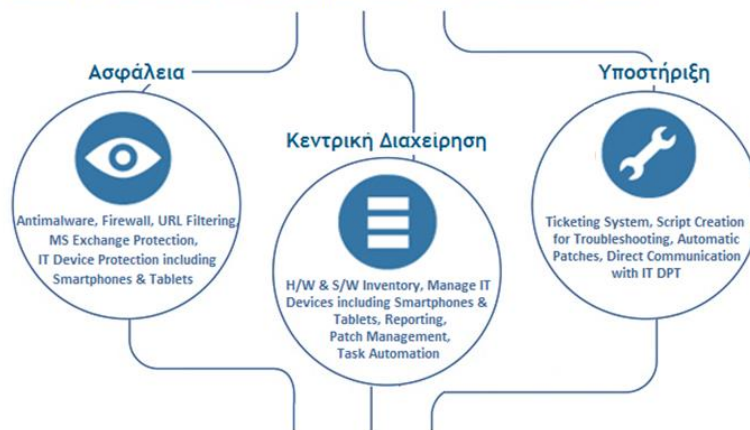 Ασφάλεια
Antimalware, Firewall, URL Filtering,
MS Exchange Protection,
IT Device Protection including
Smartphones & Tablets
Κεντρική Διαχείρηση
H/W & S/W Inventory, Manage IT
Devices including Smartphones &
Tablets, Reporting,
Patch Management,
Task Automation
Υποστήριξη
Ticketing System, Script Creation
for Troubleshooting, Automatic
Patches, Direct Communication
with IT DPT